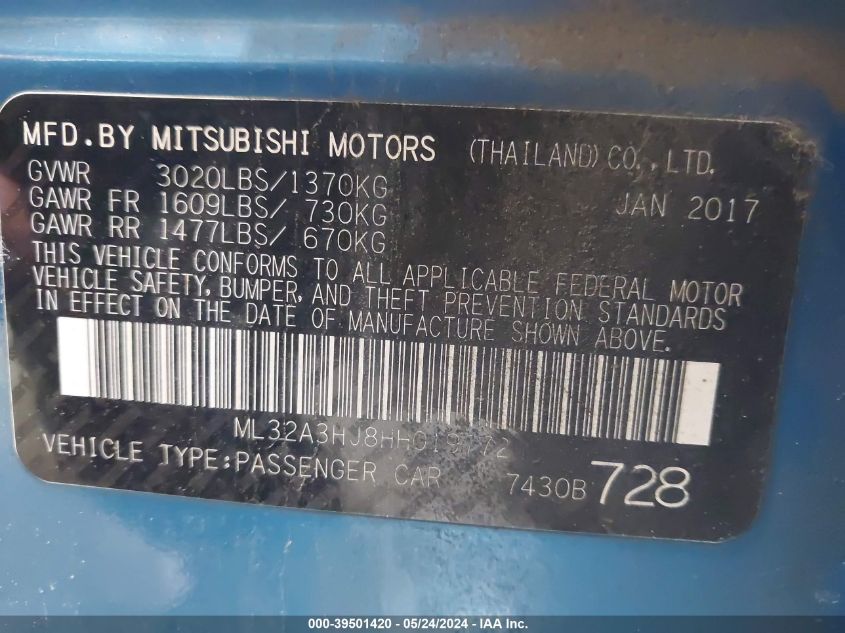 MFD.BY MITSUBISHI MOTORS (THAILAND)CO.,LTD.
GVWR 3020LBS/1370KG JAN 2017
GAWR FR 1609LBS/ 730KG
GAWR RR 1477LBS/ 670KG
THIS VEHICLE CONFORMS TO ALL APPLICABLE FEDERAL MOTOR
VEHICLE SAFETY, BUMPER, AND THEFT PREVENTION STANDARDS
IN EFFECT ON THE DATE OF MANUFACTURE SHOWN ABOVE.
VEHICLE TYPE:PASSENGER CAR 7430B 728
000-39501420 - 05/24/2024 - IAA Inc.